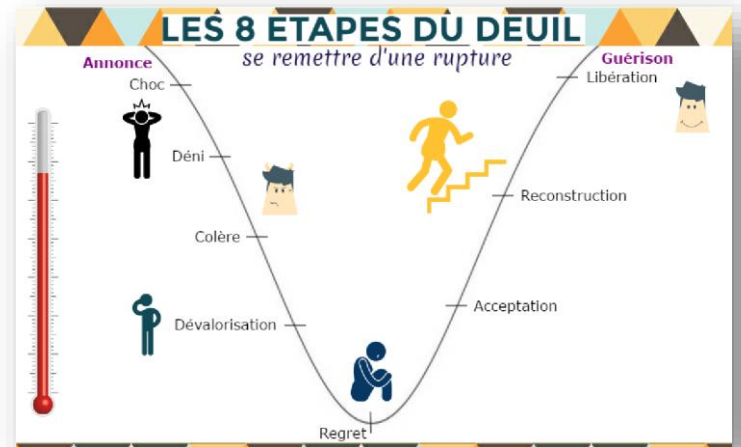 LES 8 ETAPES DU DEUIL
se remettre d'une rupture
Annonce
Guérison
Choc
Libération
Déni
Reconstruction
Colère
Acceptation
Dévalorisation
Regret